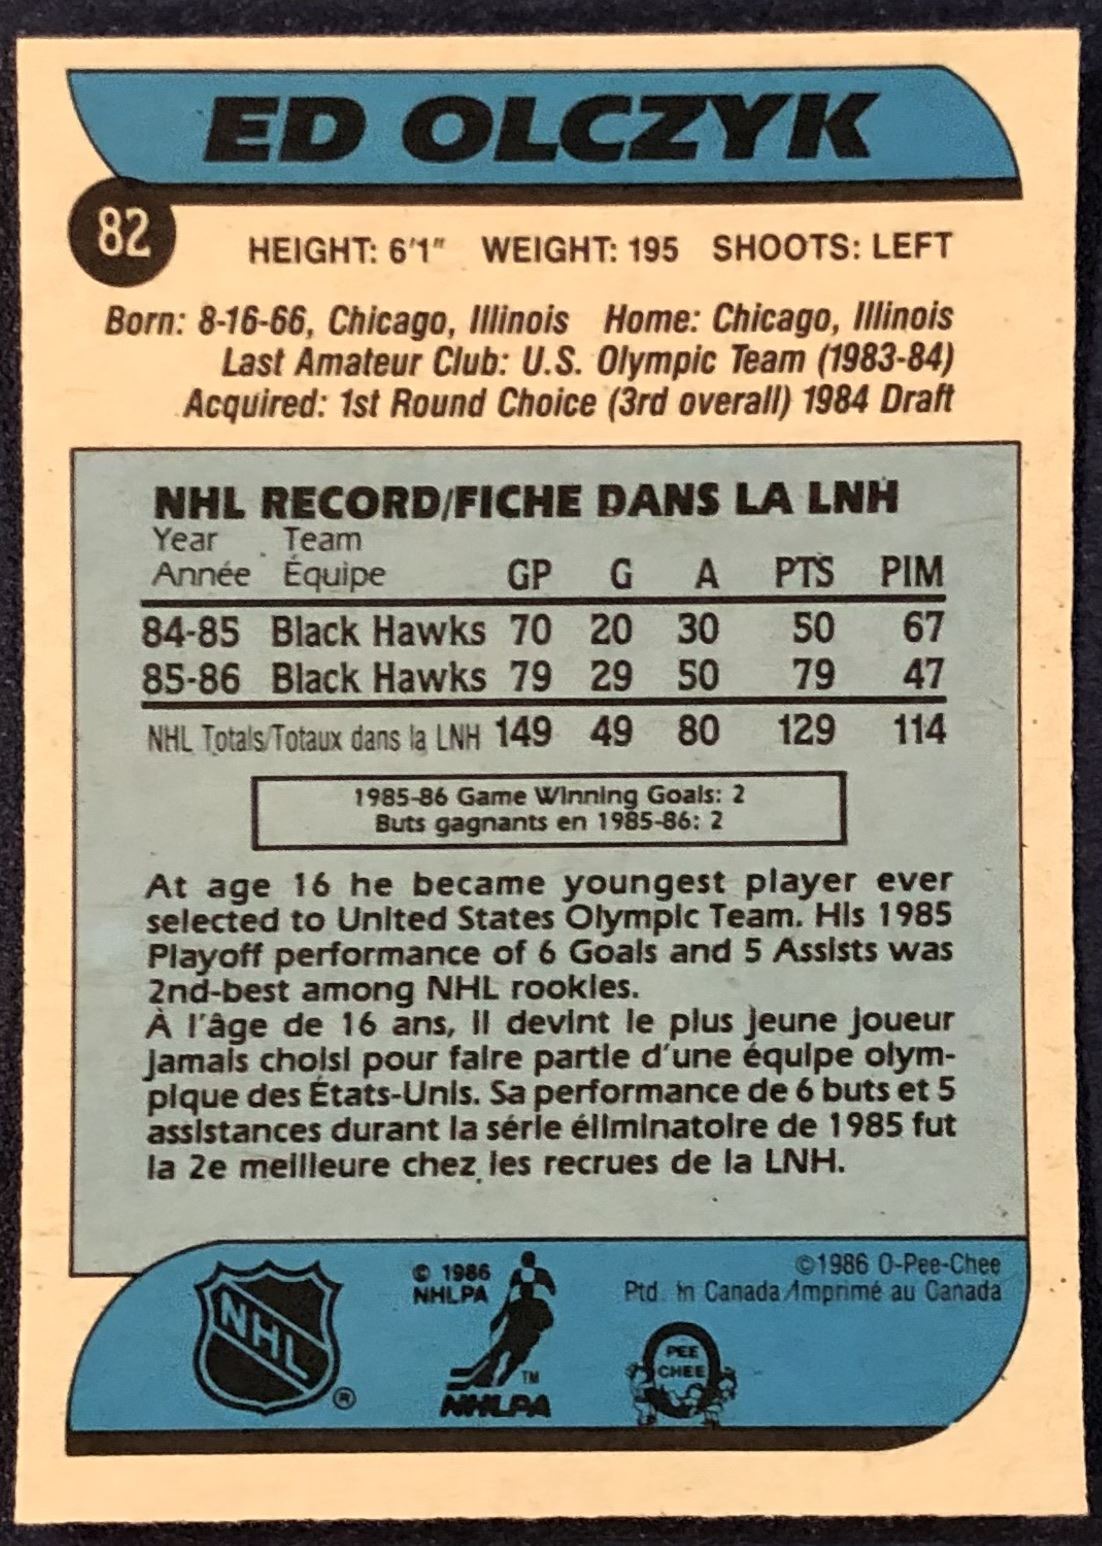 ED OLCZYK
82
HEIGHT: 6'1" WEIGHT: 195 SHOOTS: LEFT
Born: 8-16-66, Chicago, Illinois Home: Chicago, Illinois
Last Amateur Club: U.S. Olympic Team (1983-84)
Acquired: 1st Round Choice (3rd overall) 1984 Draft
NHL RECORD/FICHE DANS LA LNH
Year Team
Année Équipe GP G A PTS PIM
84-85 Black Hawks 70 20 30 50 67
85-86 Black Hawks 79 29 50 79 47
NHL Totals/Totaux dans la LNH 149 49 80 129 114
1985-86 Game Winning Goals: 2
Buts gagnants en 1985-86: 2
At age 16 he became youngest player ever
selected to United States Olympic Team. His 1985
Playoff performance of 6 Goals and 5 Assists was
2nd-best among NHL rookies.
À l'âge de 16 ans, il devint le plus jeune joueur
jamais choisi pour faire partie d'une équipe olym-
pique des États-Unis. Sa performance de 6 buts et 5
assistances durant la série éliminatoire de 1985 fut
la 2e meilleure chez les recrues de la LNH.
NHL ®
© 1986
NHLPA
TM
NHLPA
©1986 O-Pee-Chee
Ptd. in Canada/Imprimé au Canada
PEE
CHEE